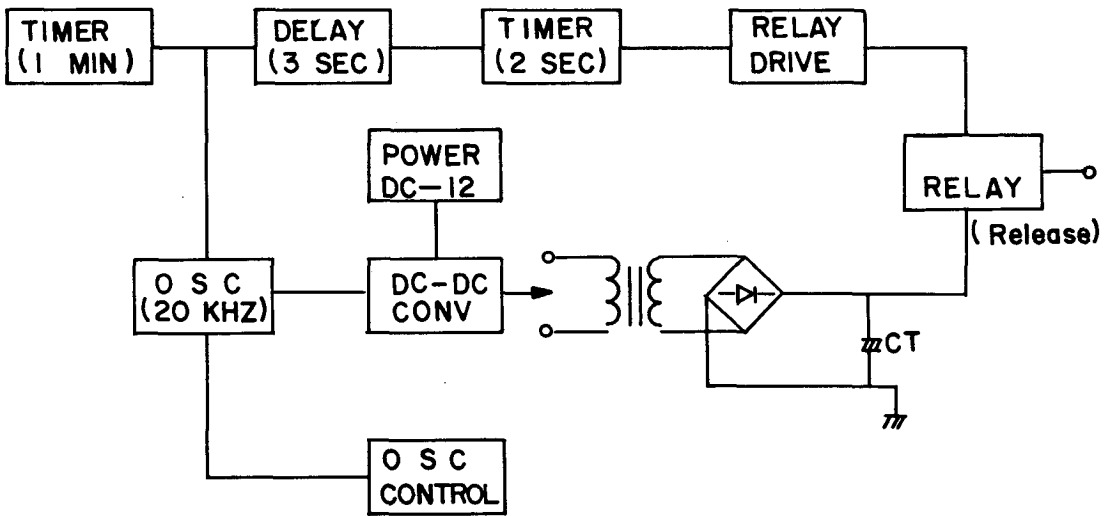 TIMER
(1 MIN)
DELAY
(3 SEC)
TIMER
(2 SEC)
RELAY
DRIVE
POWER
DC-12
RELAY
(Release)
O S C
(20 KHZ)
DC-DC
CONV
CT
O S C
CONTROL